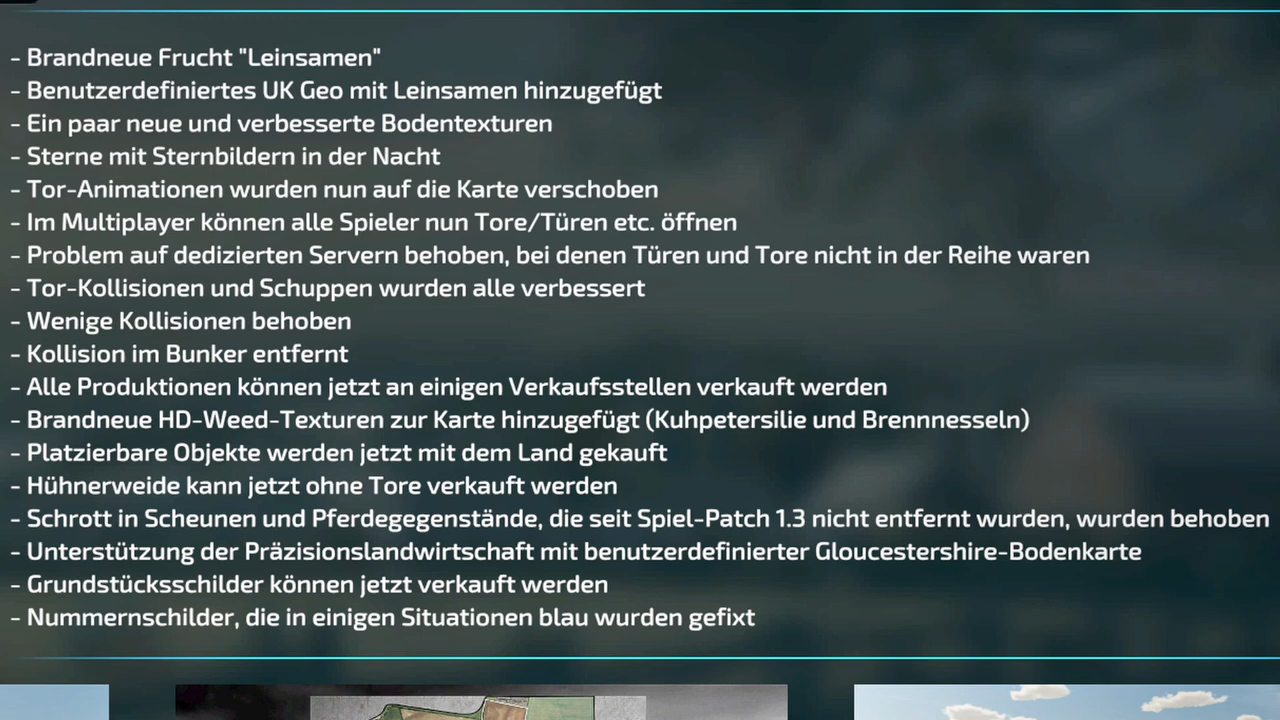 - Brandneue Frucht "Leinsamen"
- Benutzerdefiniertes UK Geo mit Leinsamen hinzugefügt
- Ein paar neue und verbesserte Bodentexturen
- Sterne mit Sternbildern in der Nacht
- Tor-Animationen wurden nun auf die Karte verschoben
- Im Multiplayer können alle Spieler nun Tore/Türen etc. öffnen
- Problem auf dedizierten Servern behoben, bei denen Türen und Tore nicht in der Reihe waren
- Tor-Kollisionen und Schuppen wurden alle verbessert
- Wenige Kollisionen behoben
- Kollision im Bunker entfernt
- Alle Produktionen können jetzt an einigen Verkaufsstellen verkauft werden
- Brandneue HD-Weed-Texturen zur Karte hinzugefügt (Kuhpetersilie und Brennnesseln)
- Platzierbare Objekte werden jetzt mit dem Land gekauft
- Hühnerweide kann jetzt ohne Tore verkauft werden
- Schrott in Scheunen und Pferdegegenstände, die seit Spiel-Patch 1.3 nicht entfernt wurden, wurden behoben
- Unterstützung der Präzisionslandwirtschaft mit benutzerdefinierter Gloucestershire-Bodenkarte
- Grundstücksschilder können jetzt verkauft werden
- Nummernschilder, die in einigen Situationen blau wurden gefixt